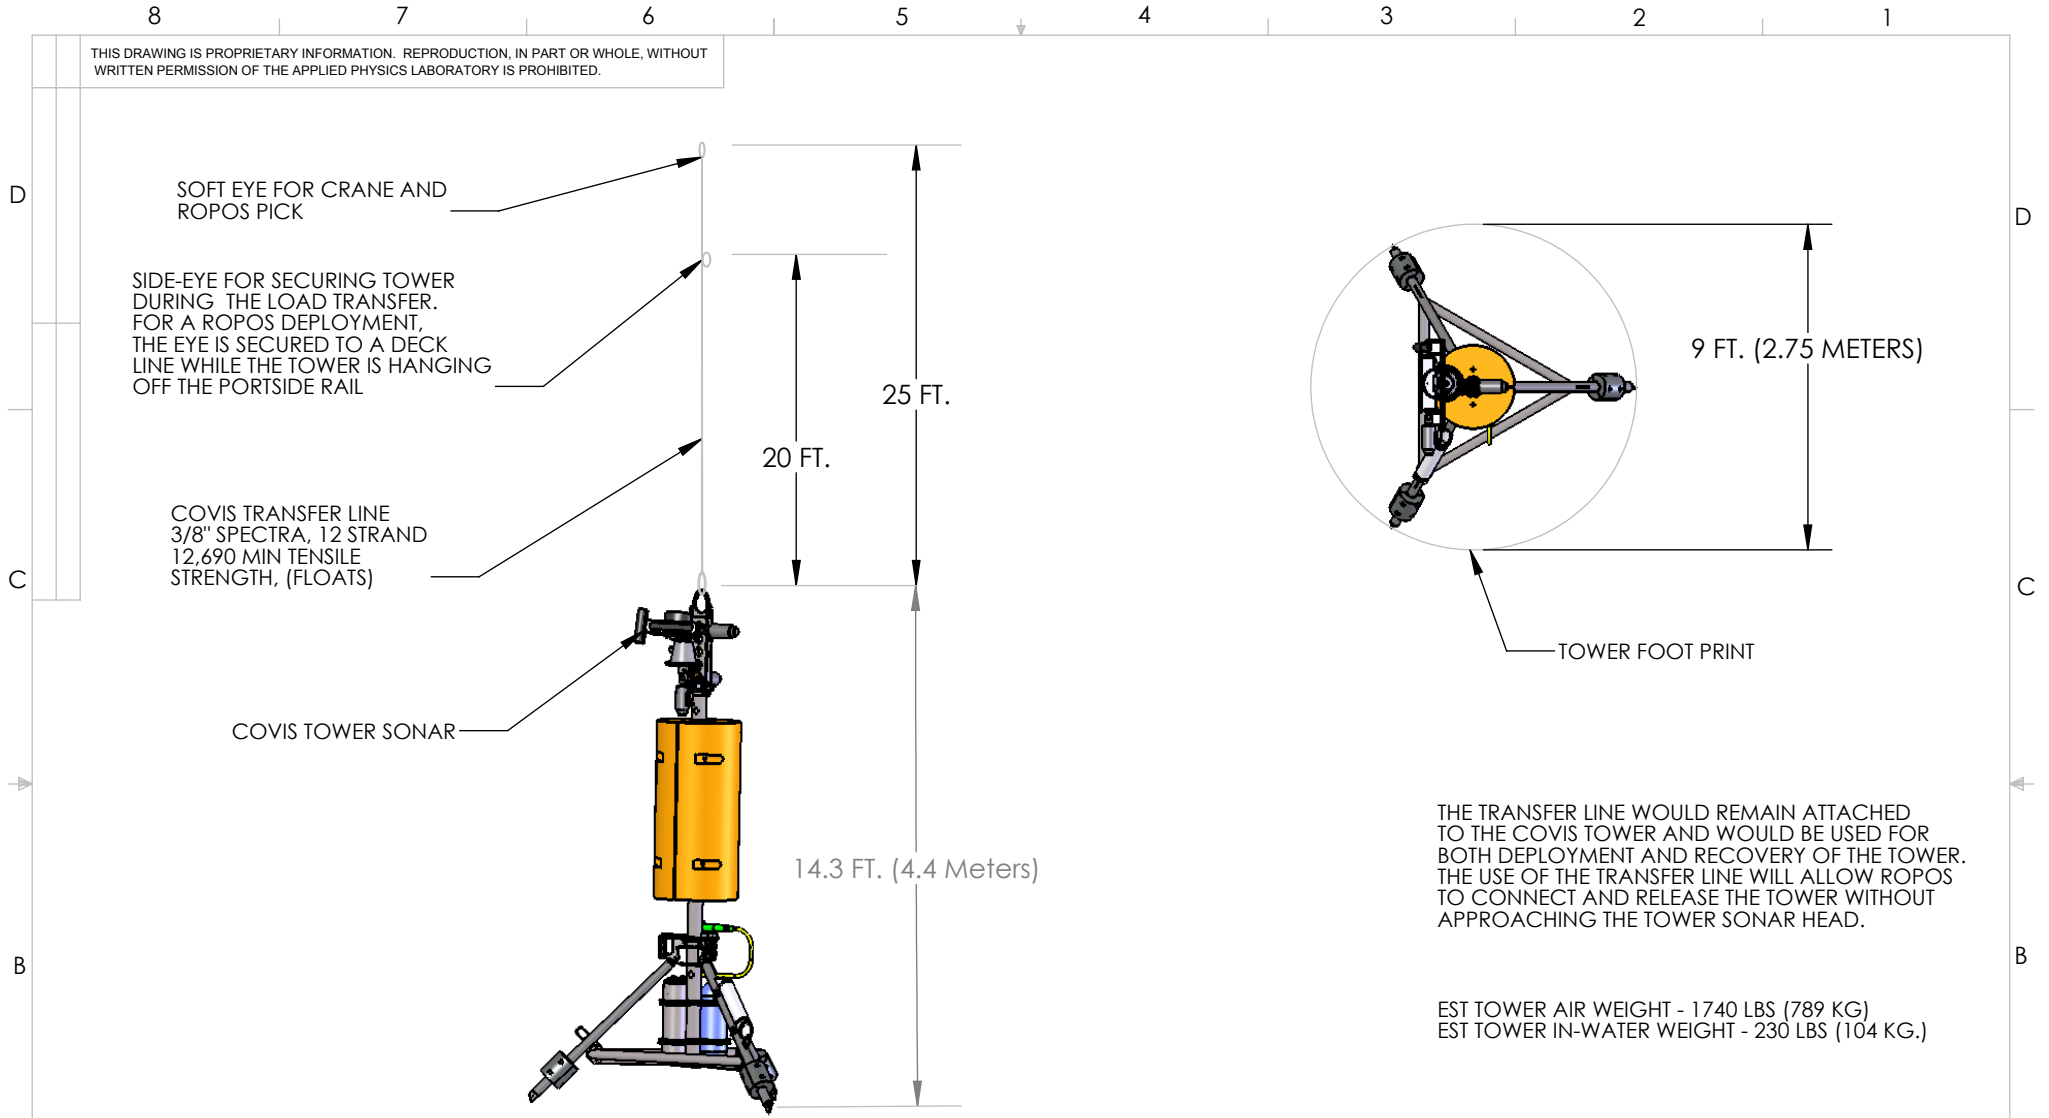 8 7 6 5 4 3 2 1
THIS DRAWING IS PROPRIETARY INFORMATION. REPRODUCTION, IN PART OR WHOLE, WITHOUT
WRITTEN PERMISSION OF THE APPLIED PHYSICS LABORATORY IS PROHIBITED.
D
SOFT EYE FOR CRANE AND
ROPOS PICK
D
SIDE-EYE FOR SECURING TOWER
DURING THE LOAD TRANSFER.
FOR A ROPOS DEPLOYMENT,
THE EYE IS SECURED TO A DECK
LINE WHILE THE TOWER IS HANGING
OFF THE PORTSIDE RAIL
9 FT. (2.75 METERS)
25 FT.
20 FT.
COVIS TRANSFER LINE
3/8" SPECTRA, 12 STRAND
12,690 MIN TENSILE
STRENGTH, (FLOATS)
C
C
TOWER FOOT PRINT
COVIS TOWER SONAR
14.3 FT. (4.4 Meters)
THE TRANSFER LINE WOULD REMAIN ATTACHED
TO THE COVIS TOWER AND WOULD BE USED FOR
BOTH DEPLOYMENT AND RECOVERY OF THE TOWER.
THE USE OF THE TRANSFER LINE WILL ALLOW ROPOS
TO CONNECT AND RELEASE THE TOWER WITHOUT
APPROACHING THE TOWER SONAR HEAD.
B
B
EST TOWER AIR WEIGHT - 1740 LBS (789 KG)
EST TOWER IN-WATER WEIGHT - 230 LBS (104 KG.)